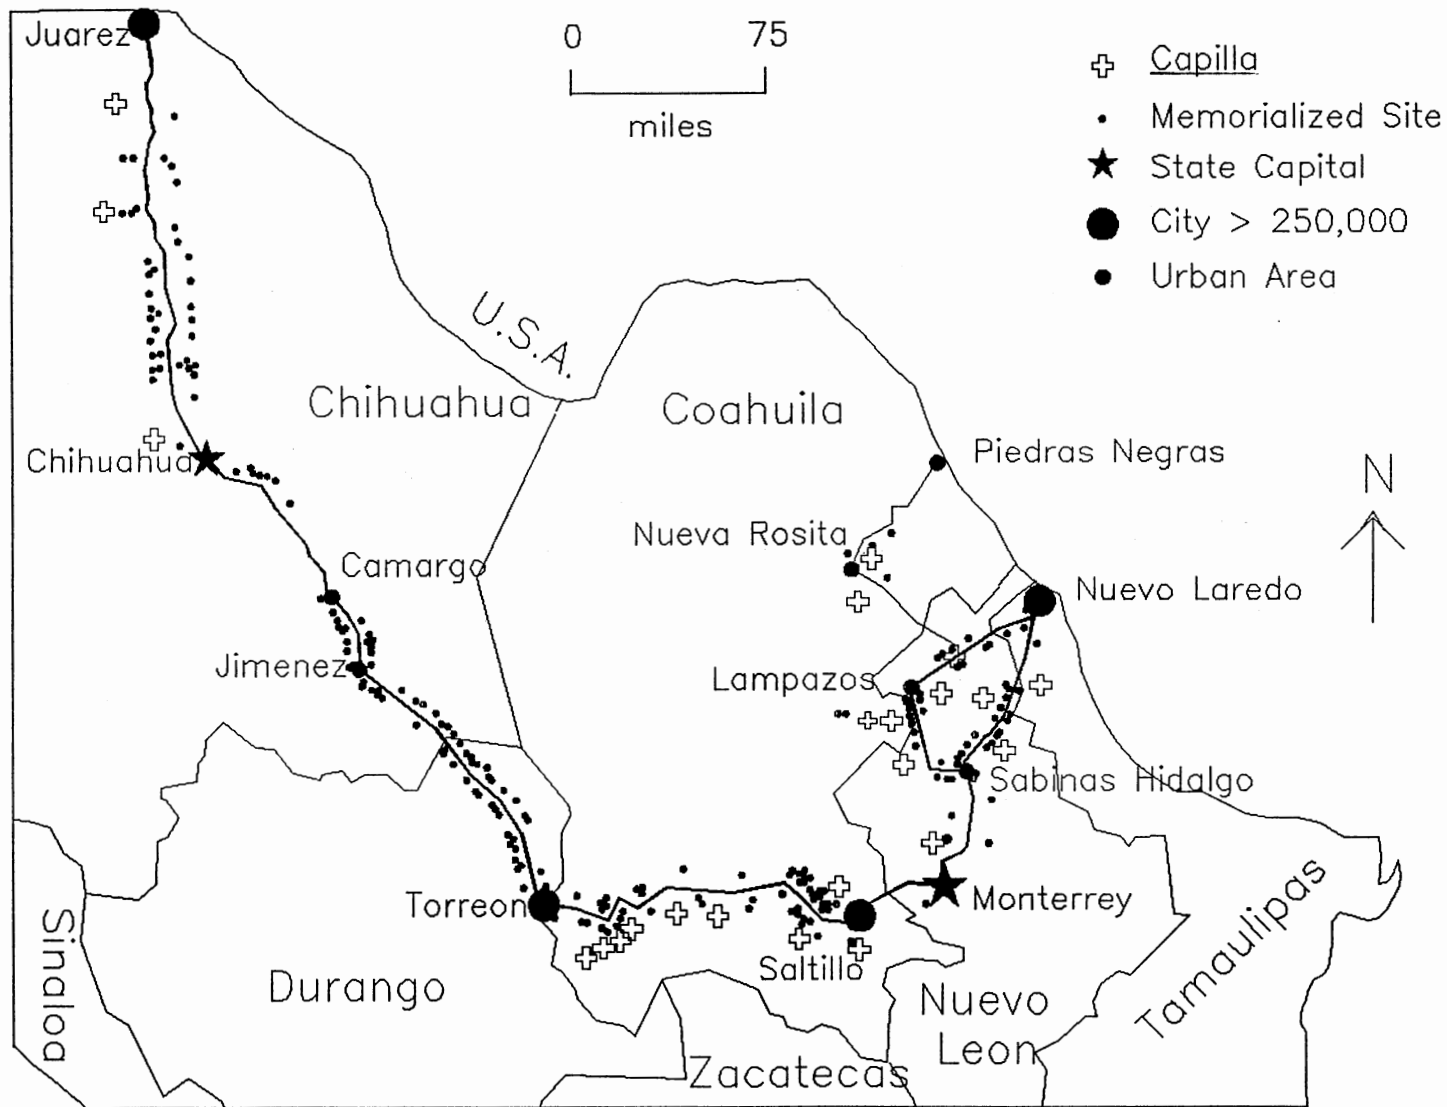 Juarez
0 75
miles
Capilla
Memorialized Site
State Capital
City > 250,000
Urban Area
U.S.A.
Chihuahua
Coahuila
Chihuahua
Piedras Negras
N
Nueva Rosita
Camargo
Nuevo Laredo
Jimenez
Lampazos
Sabinas Hidalgo
Torreon
Monterrey
Saltillo
Sinaloa
Durango
Nuevo
Leon
Tamaulipas
Zacatecas